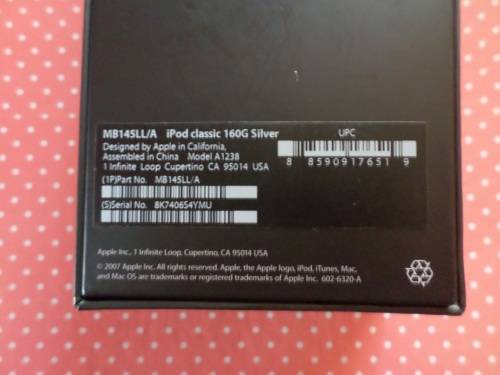 MB145LL/A iPod classic 160G Silver
Designed by Apple in California,
Assembled in China Model A1238
1 Infinite Loop Cupertino CA 95014 USA
(1P)Part No. MB145LL/A
(S)Serial No. 8K740654YMU
UPC
8 85909 17651 9
Apple Inc., 1 Infinite Loop, Cupertino, CA 95014 USA
© 2007 Apple Inc. All rights reserved. Apple, the Apple logo, iPod, iTunes, Mac,
and Mac OS are trademarks or registered trademarks of Apple Inc. 602-6320-A